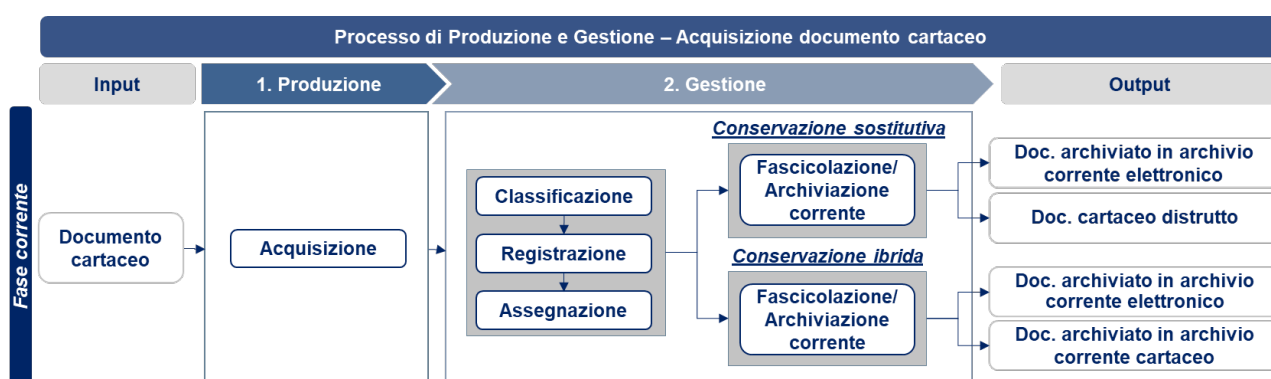 Processo di Produzione e Gestione – Acquisizione documento cartaceo
Input
1. Produzione
2. Gestione
Output
Fase corrente
Documento
cartaceo
Acquisizione
Classificazione
Registrazione
Assegnazione
Conservazione sostitutiva
Fascicolazione/
Archiviazione
corrente
Conservazione ibrida
Fascicolazione/
Archiviazione
corrente
Doc. archiviato in archivio
corrente elettronico
Doc. cartaceo distrutto
Doc. archiviato in archivio
corrente elettronico
Doc. archiviato in archivio
corrente cartaceo